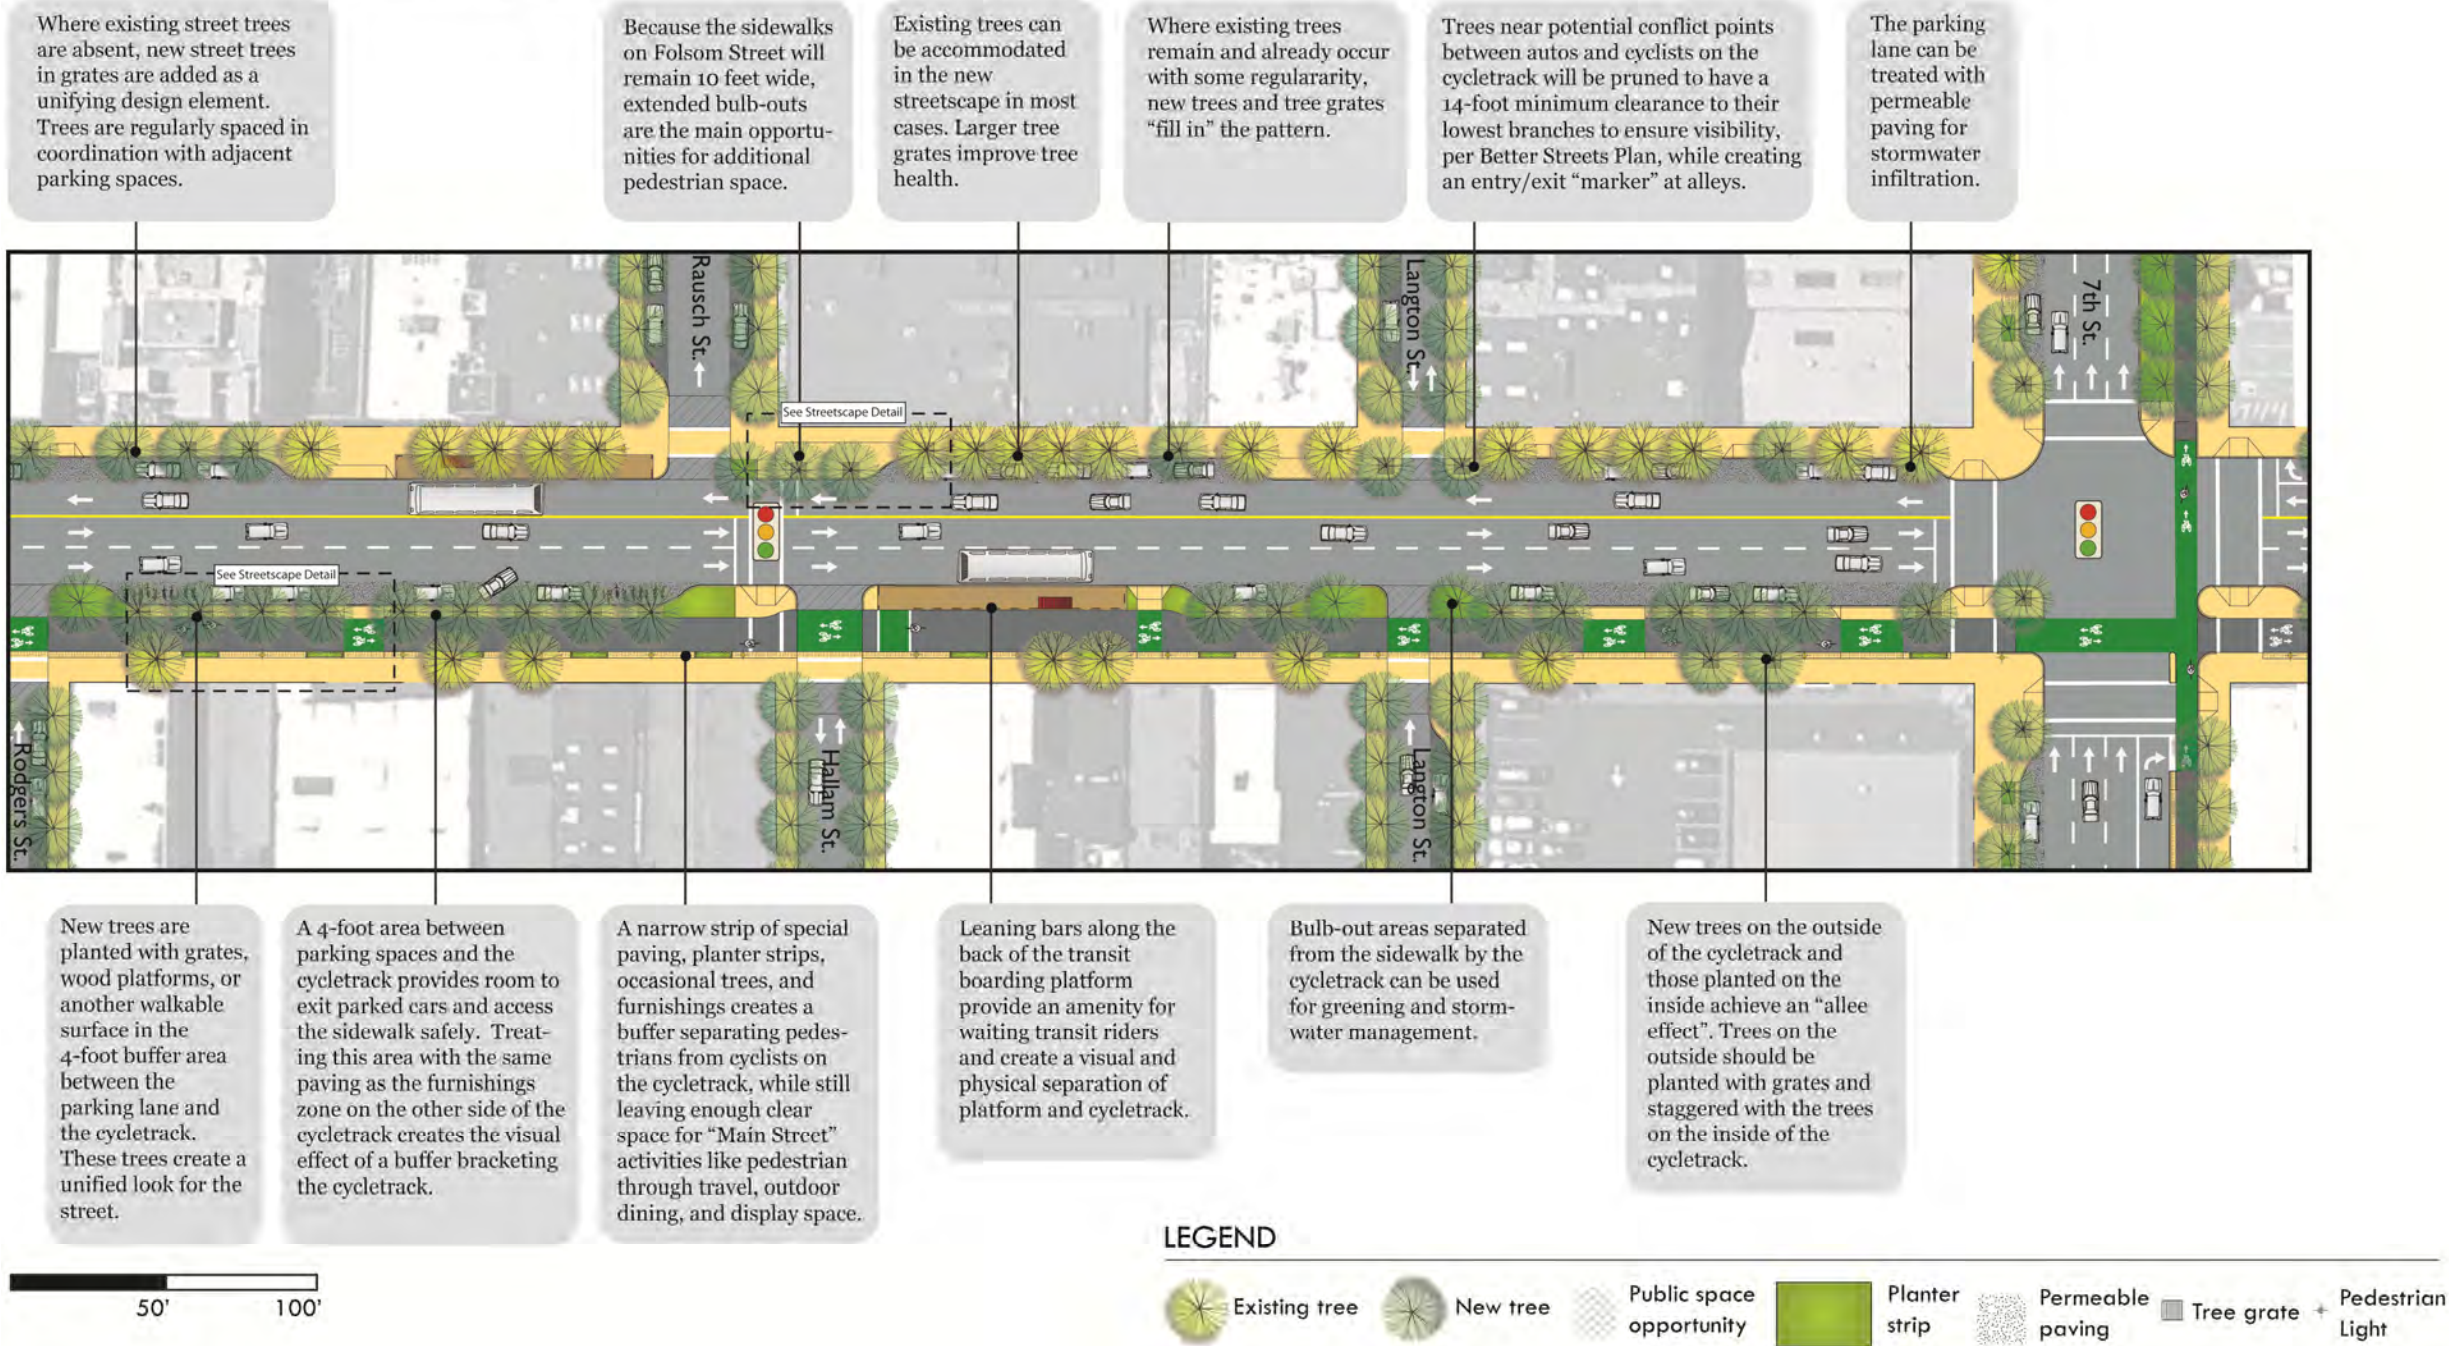 Where existing street trees
are absent, new street trees
in grates are added as a
unifying design element.
Trees are regularly spaced in
coordination with adjacent
parking spaces.
Because the sidewalks
on Folsom Street will
remain 10 feet wide,
extended bulb-outs
are the main opportu-
nities for additional
pedestrian space.
Existing trees can
be accommodated
in the new
streetscape in most
cases. Larger tree
grates improve tree
health.
Where existing trees
remain and already occur
with some regulararity,
new trees and tree grates
“fill in” the pattern.
Trees near potential conflict points
between autos and cyclists on the
cycletrack will be pruned to have a
14-foot minimum clearance to their
lowest branches to ensure visibility,
per Better Streets Plan, while creating
an entry/exit “marker” at alleys.
The parking
lane can be
treated with
permeable
paving for
stormwater
infiltration.
Rausch St.
Langton St.
7th St.
See Streetscape Detail
See Streetscape Detail
Rodgers St.
Hallam St.
Langton St.
New trees are
planted with grates,
wood platforms, or
another walkable
surface in the
4-foot buffer area
between the
parking lane and
the cycletrack.
These trees create a
unified look for the
street.
A 4-foot area between
parking spaces and the
cycletrack provides room to
exit parked cars and access
the sidewalk safely.  Treat-
ing this area with the same
paving as the furnishings
zone on the other side of the
cycletrack creates the visual
effect of a buffer bracketing
the cycletrack.
A narrow strip of special
paving, planter strips,
occasional trees, and
furnishings creates a
buffer separating pedes-
trians from cyclists on
the cycletrack, while still
leaving enough clear
space for “Main Street”
activities like pedestrian
through travel, outdoor
dining, and display space.
Leaning bars along the
back of the transit
boarding platform
provide an amenity for
waiting transit riders
and create a visual and
physical separation of
platform and cycletrack.
Bulb-out areas separated
from the sidewalk by the
cycletrack can be used
for greening and storm-
water management.
New trees on the outside
of the cycletrack and
those planted on the
inside achieve an “allee
effect”. Trees on the
outside should be
planted with grates and
staggered with the trees
on the inside of the
cycletrack.
50' 100'
LEGEND
Existing tree
New tree
Public space
opportunity
Planter
strip
Permeable
paving
Tree grate
Pedestrian
Light